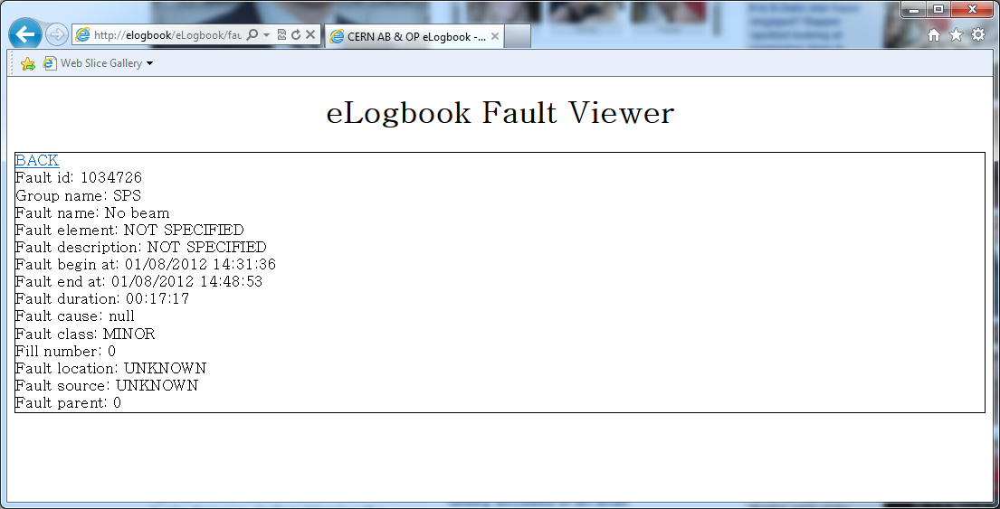 http://elogbook/eLogbook/fau
CERN AB & OP eLogbook -...
Web Slice Gallery
eLogbook Fault Viewer
BACK
Fault id: 1034726
Group name: SPS
Fault name: No beam
Fault element: NOT SPECIFIED
Fault description: NOT SPECIFIED
Fault begin at: 01/08/2012 14:31:36
Fault end at: 01/08/2012 14:48:53
Fault duration: 00:17:17
Fault cause: null
Fault class: MINOR
Fill number: 0
Fault location: UNKNOWN
Fault source: UNKNOWN
Fault parent: 0